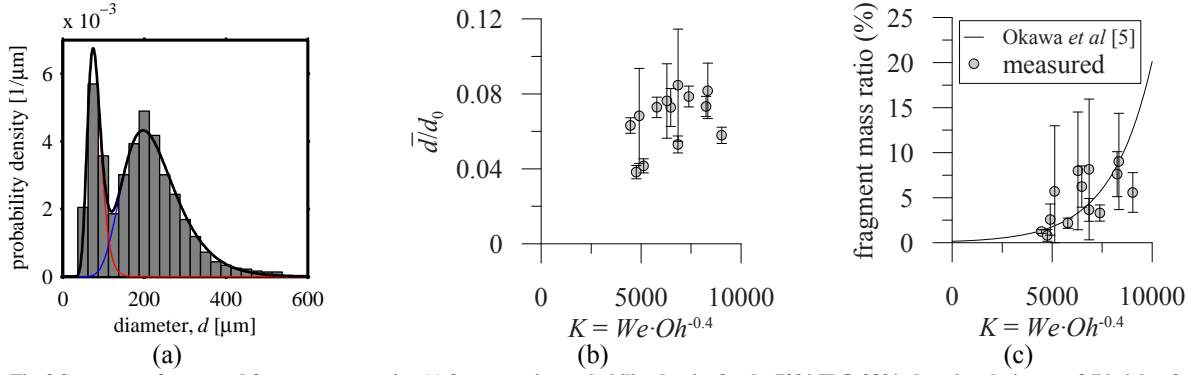 x 10⁻³
probability density [1/μm]
6
4
2
0
0 200 400 600
diameter, d [μm]
(a)
0.12
0.08
0.04
0
d̅/d₀
0 5000 10000
K = We·Oh⁻⁰·⁴
(b)
25
20
15
10
5
0
fragment mass ratio (%)
Okawa et al [5]
measured
0 5000 10000
K = We·Oh⁻⁰·⁴
(c)